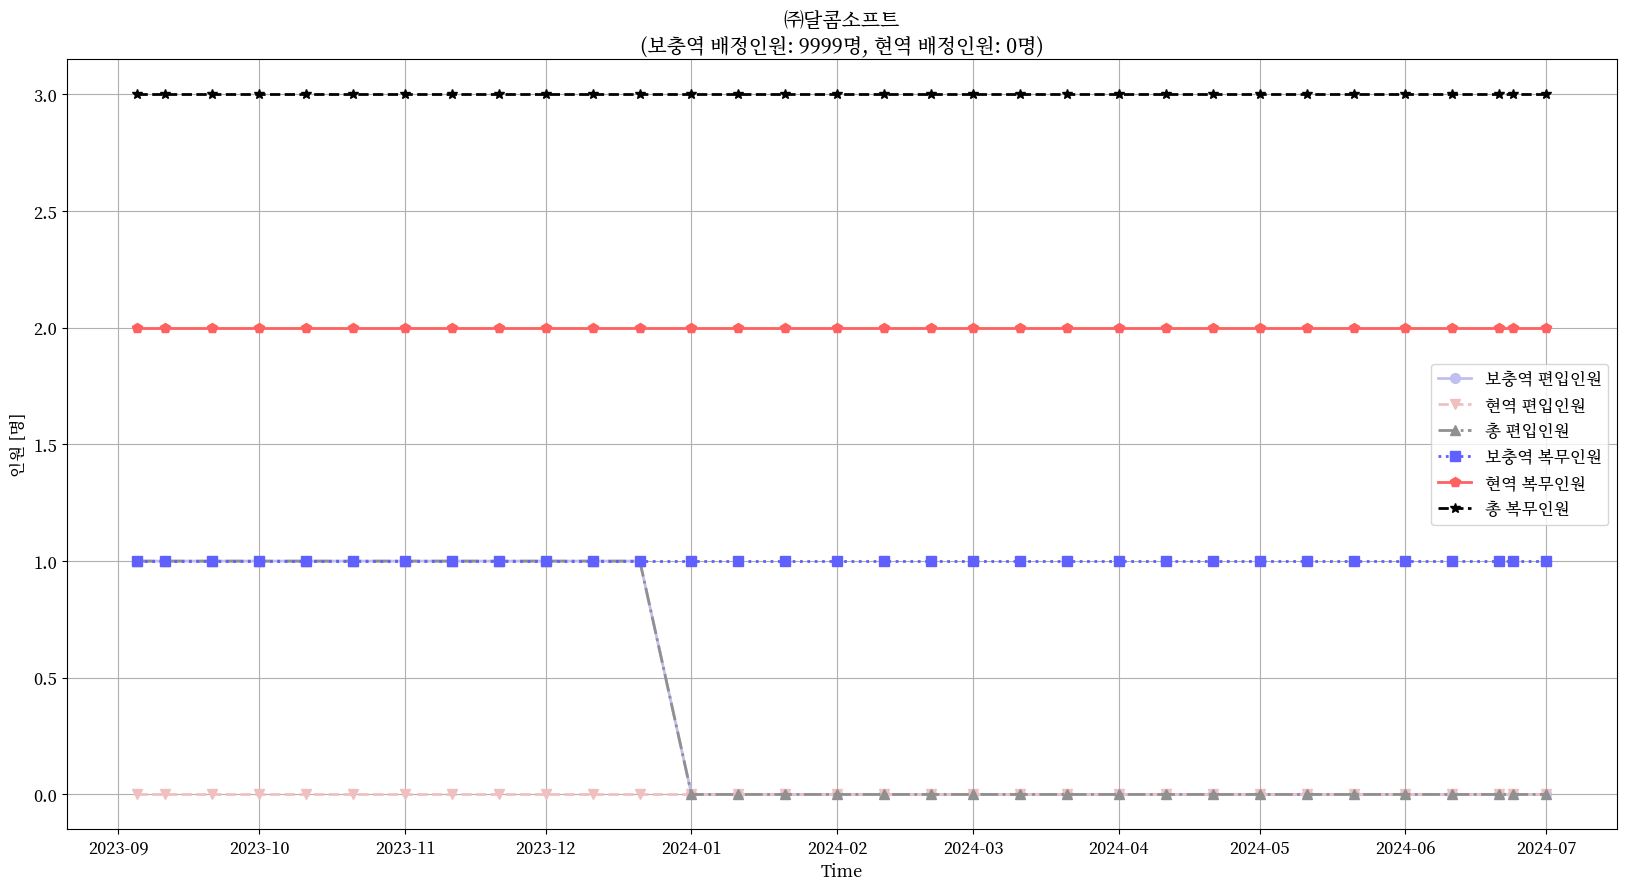 ㈜달콤소프트
(보충역 배정인원: 9999명, 현역 배정인원: 0명)
3.0
2.5
2.0
1.5
1.0
0.5
0.0
인원 [명]
보충역 편입인원
현역 편입인원
총 편입인원
보충역 복무인원
현역 복무인원
총 복무인원
2023-09
2023-10
2023-11
2023-12
2024-01
2024-02
2024-03
2024-04
2024-05
2024-06
2024-07
Time